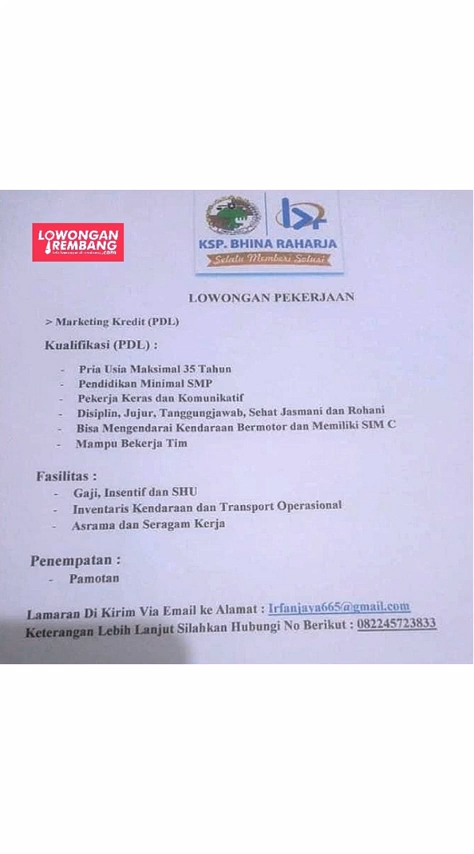 LOWONGAN
REMBANG
KSP. BHINA RAHARJA
Selalu Memberi Solusi
LOWONGAN PEKERJAAN
> Marketing Kredit (PDL)
Kualifikasi (PDL) :
- Pria Usia Maksimal 35 Tahun
- Pendidikan Minimal SMP
- Pekerja Keras dan Komunikatif
- Disiplin, Jujur, Tanggungjawab, Sehat Jasmani dan Rohani
- Bisa Mengendarai Kendaraan Bermotor dan Memiliki SIM C
- Mampu Bekerja Tim
Fasilitas :
- Gaji, Insentif dan SHU
- Inventaris Kendaraan dan Transport Operasional
- Asrama dan Seragam Kerja
Penempatan :
- Pamotan
Lamaran Di Kirim Via Email ke Alamat : Irfanjaya665@gmail.com
Keterangan Lebih Lanjut Silahkan Hubungi No Berikut : 082245723833